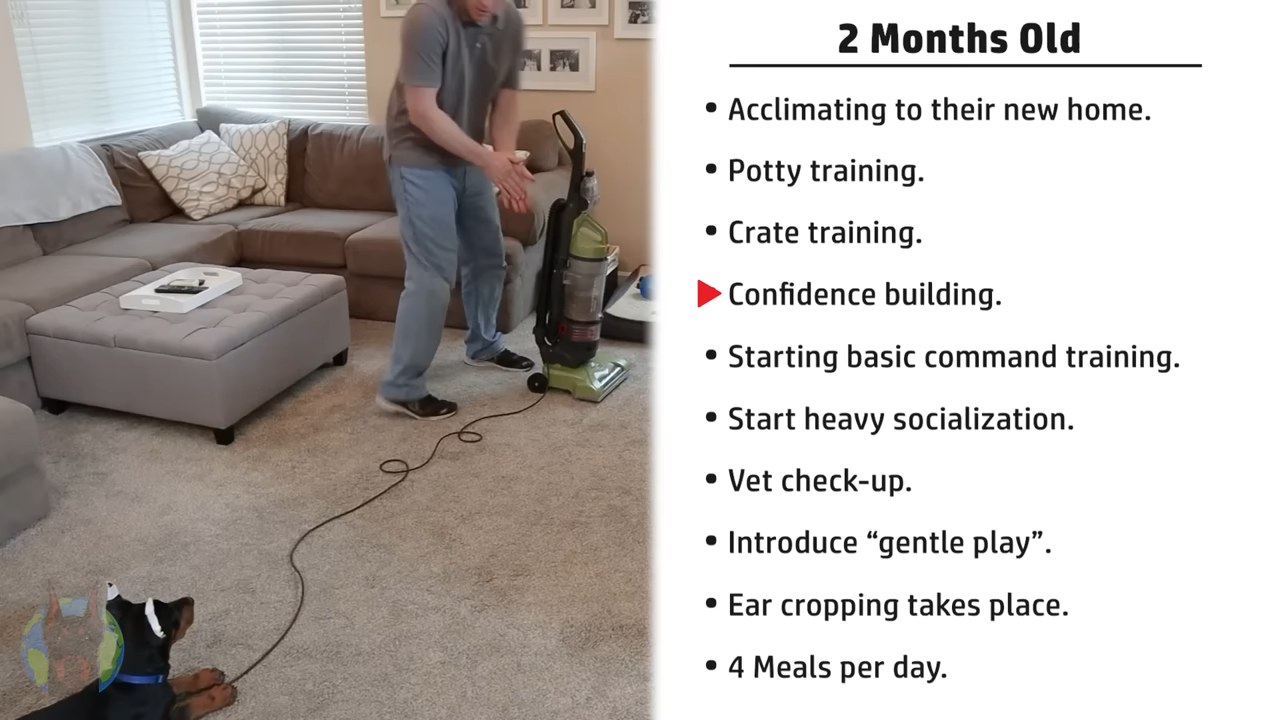 2 Months Old
• Acclimating to their new home.
• Potty training.
• Crate training.
Confidence building.
• Starting basic command training.
• Start heavy socialization.
• Vet check-up.
• Introduce “gentle play”.
• Ear cropping takes place.
• 4 Meals per day.